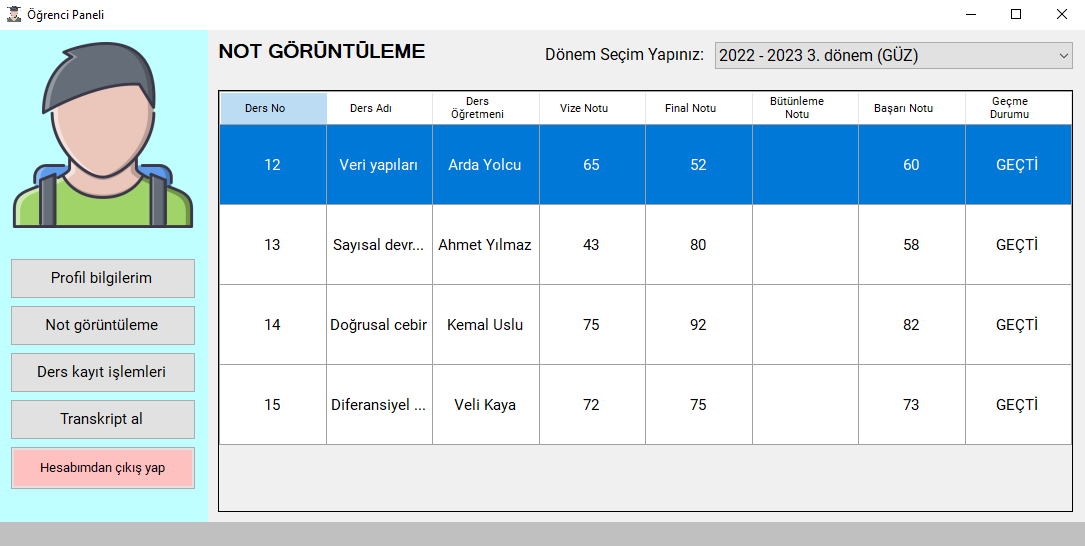 Öğrenci Paneli
NOT GÖRÜNTÜLEME
Dönem Seçim Yapınız:
2022 - 2023 3. dönem (GÜZ)
Ders No
Ders Adı
Ders
Öğretmeni
Vize Notu
Final Notu
Bütünleme
Notu
Başarı Notu
Geçme
Durumu
12
Veri yapıları
Arda Yolcu
65
52
60
GEÇTİ
13
Sayısal devr...
Ahmet Yılmaz
43
80
58
GEÇTİ
14
Doğrusal cebir
Kemal Uslu
75
92
82
GEÇTİ
15
Diferansiyel ...
Veli Kaya
72
75
73
GEÇTİ
Profil bilgilerim
Not görüntüleme
Ders kayıt işlemleri
Transkript al
Hesabımdan çıkış yap